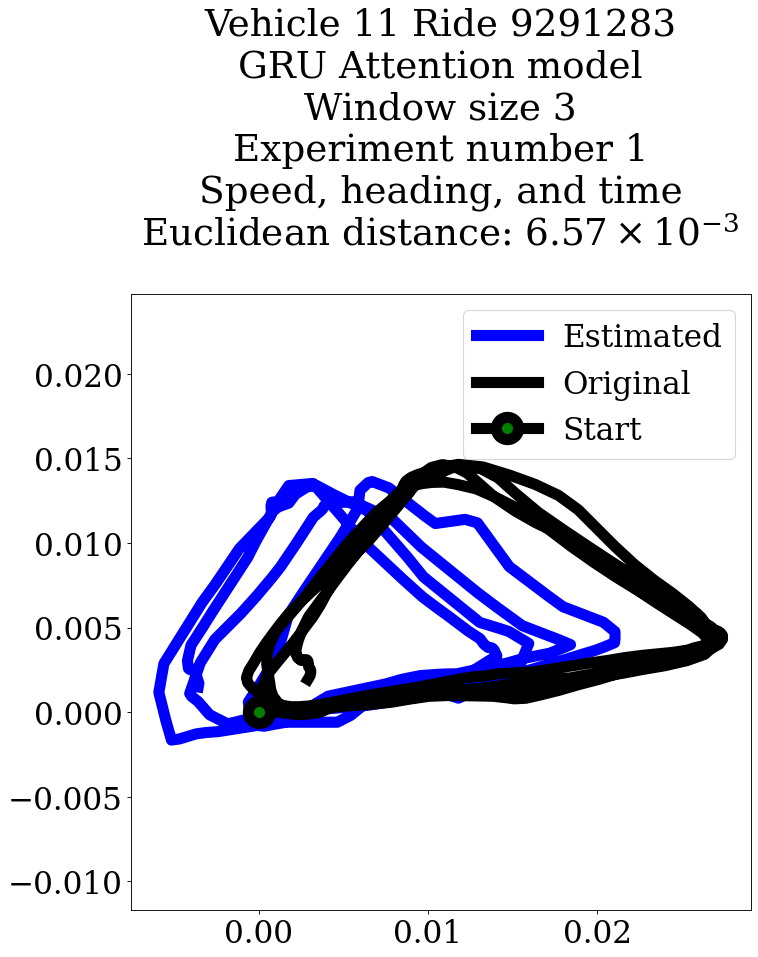 Vehicle 11 Ride 9291283
GRU Attention model
Window size 3
Experiment number 1
Speed, heading, and time
Euclidean distance: 6.57 × 10⁻³
Estimated
Original
Start
0.020
0.015
0.010
0.005
0.000
−0.005
−0.010
0.00 0.01 0.02